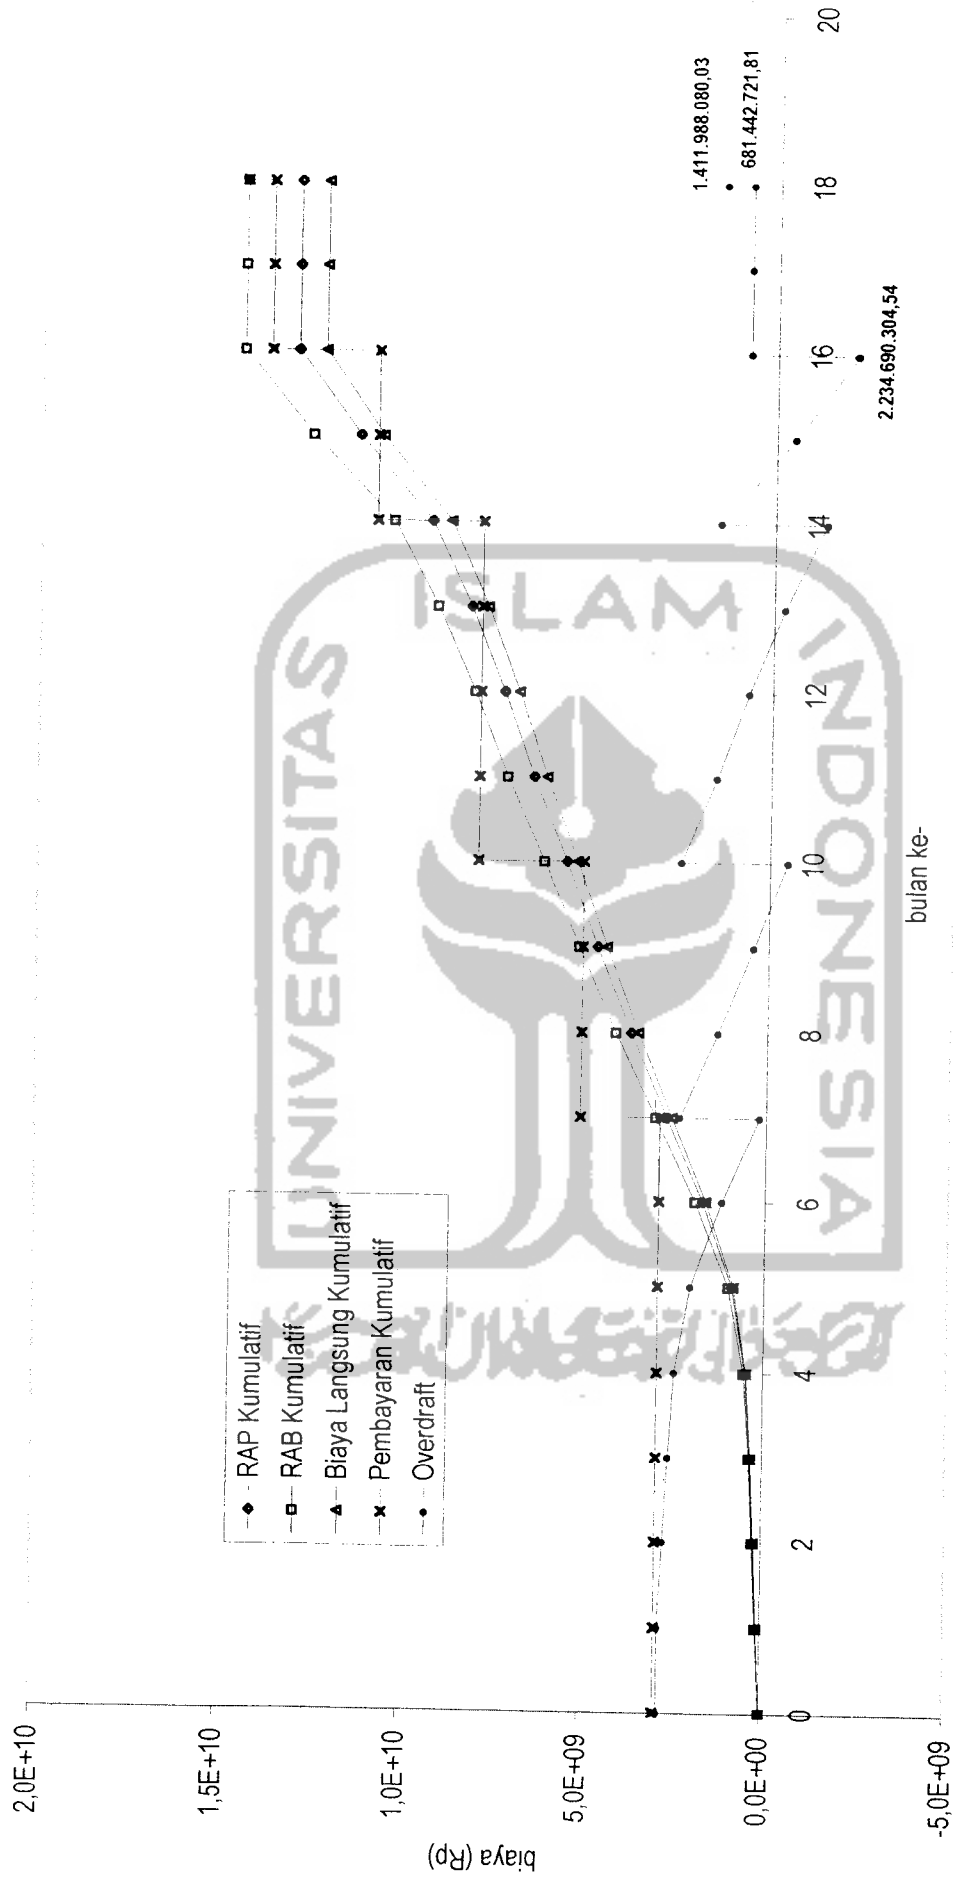 2,0E+10
1,5E+10
1,0E+10
5,0E+09
0,0E+00
-5,0E+09
biaya (Rp)
RAP Kumulatif
RAB Kumulatif
Biaya Langsung Kumulatif
Pembayaran Kumulatif
Overdraft
1.411.988.080,03
681.442.721,81
2.234.690.304,54
0
2
4
6
8
10
12
14
16
18
20
bulan ke-
UNIVERSITAS
ISLAM
INDONESIA